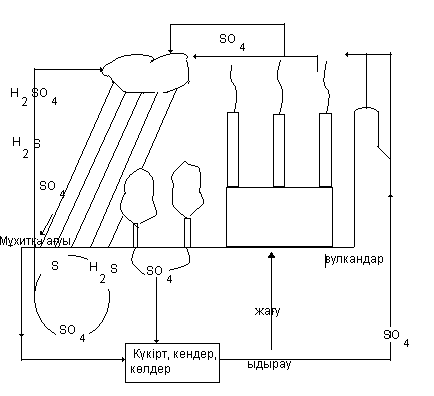 SO 4
H 2 SO 4
H 2 S
SO 4
Мұхитқа ағуы
S
H 2 S
SO 4
вулкандар
жағу
SO 4
SO 4
Күкірт, кендер,
көлдер
ыдырау